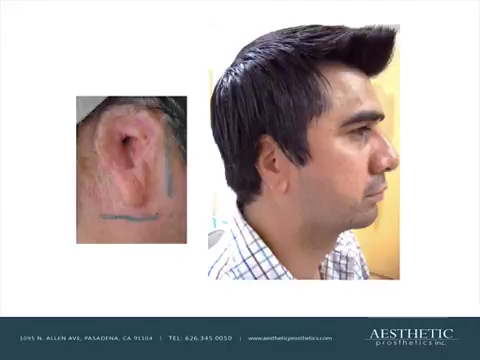 1095 N. ALLEN AVE, PASADENA, CA 91104 | TEL: 626.345.0050 | www.aestheticprosthetics.com
AESTHETIC
prosthetics inc.